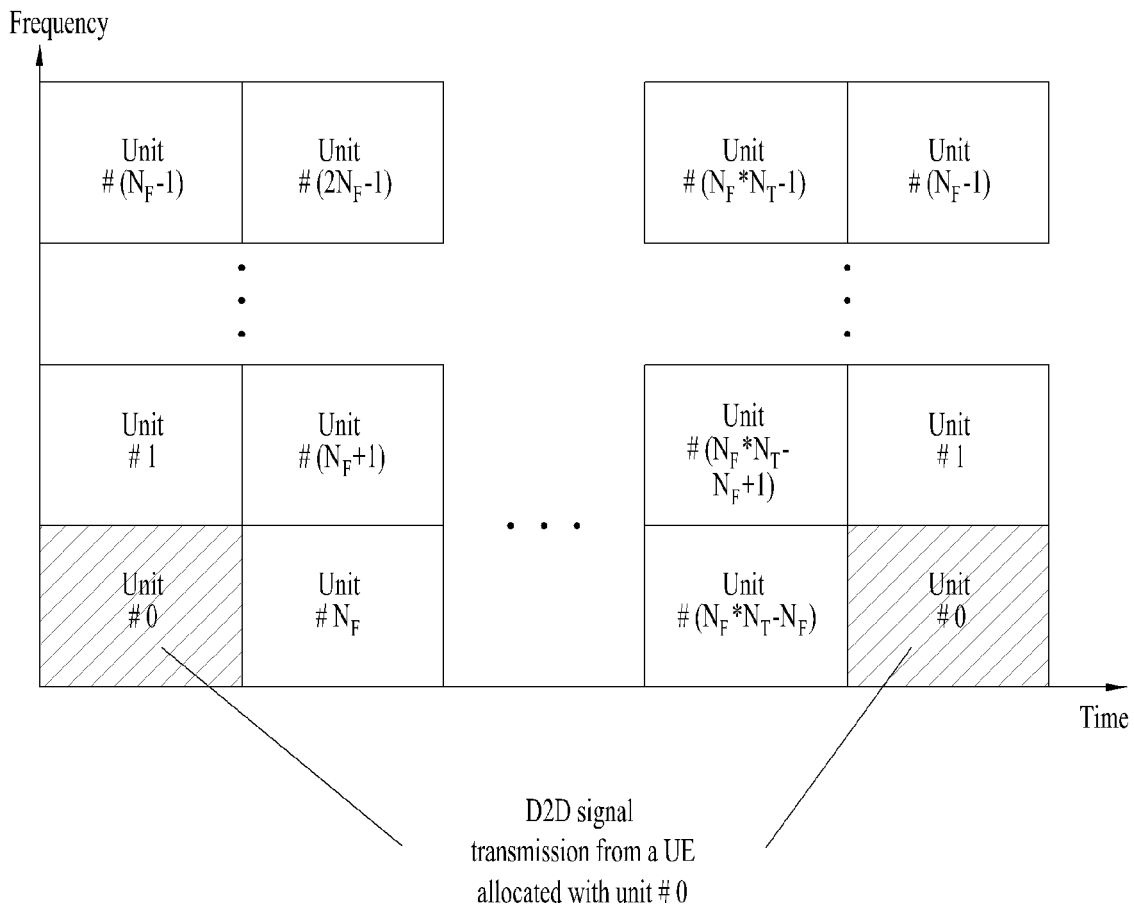 Frequency
Unit
# (N_F-1)
Unit
# (2N_F-1)
Unit
# (N_F*N_T-1)
Unit
# (N_F-1)
Unit
# 1
Unit
# (N_F+1)
Unit
# (N_F*N_T-
N_F+1)
Unit
# 1
Unit
# 0
Unit
# N_F
Unit
# (N_F*N_T-N_F)
Unit
# 0
Time
D2D signal
transmission from a UE
allocated with unit # 0